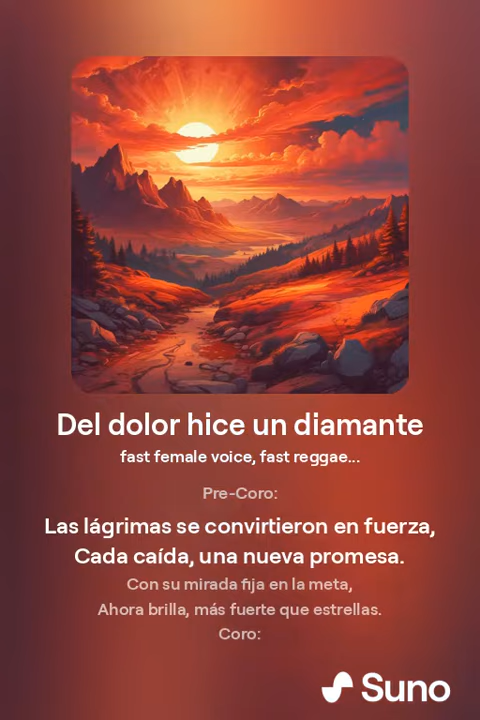 Del dolor hice un diamante
fast female voice, fast reggae...
Pre-Coro:
Las lágrimas se convirtieron en fuerza,
Cada caída, una nueva promesa.
Con su mirada fija en la meta,
Ahora brilla, más fuerte que estrellas.
Coro:
Suno